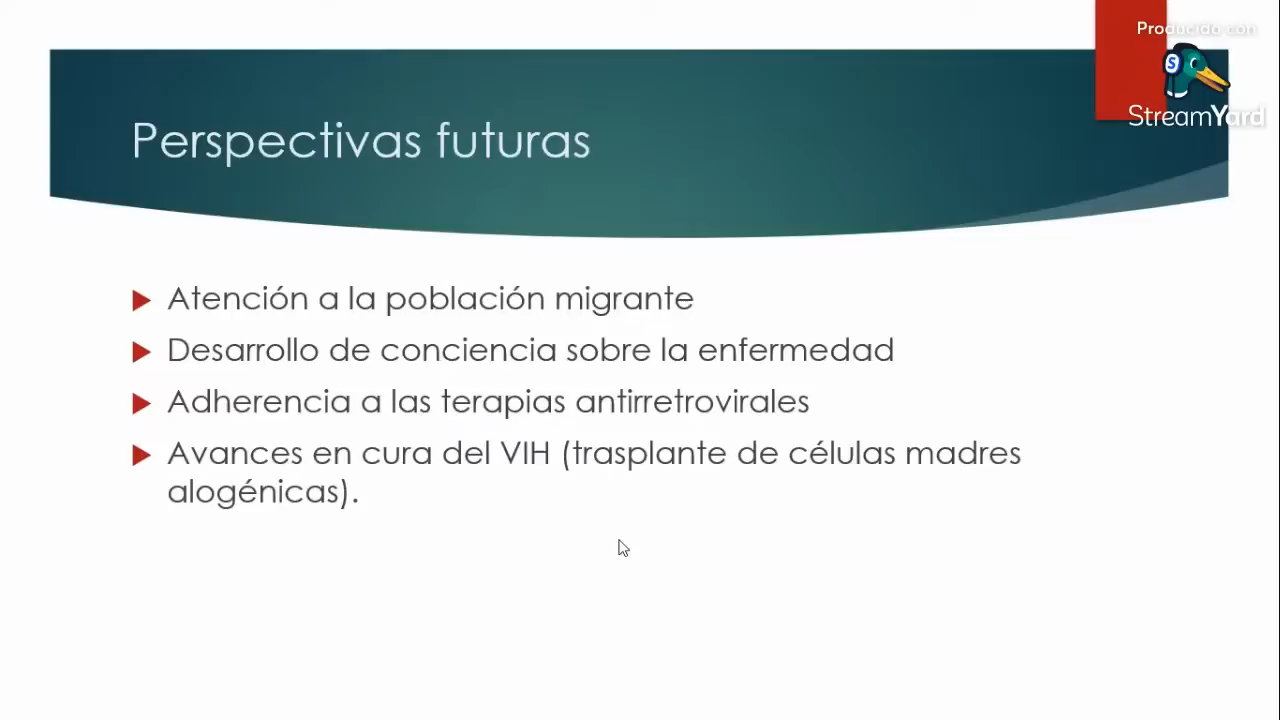 Producido con
StreamYard
Perspectivas futuras
Atención a la población migrante
Desarrollo de conciencia sobre la enfermedad
Adherencia a las terapias antirretrovirales
Avances en cura del VIH (trasplante de células madres
alogénicas).